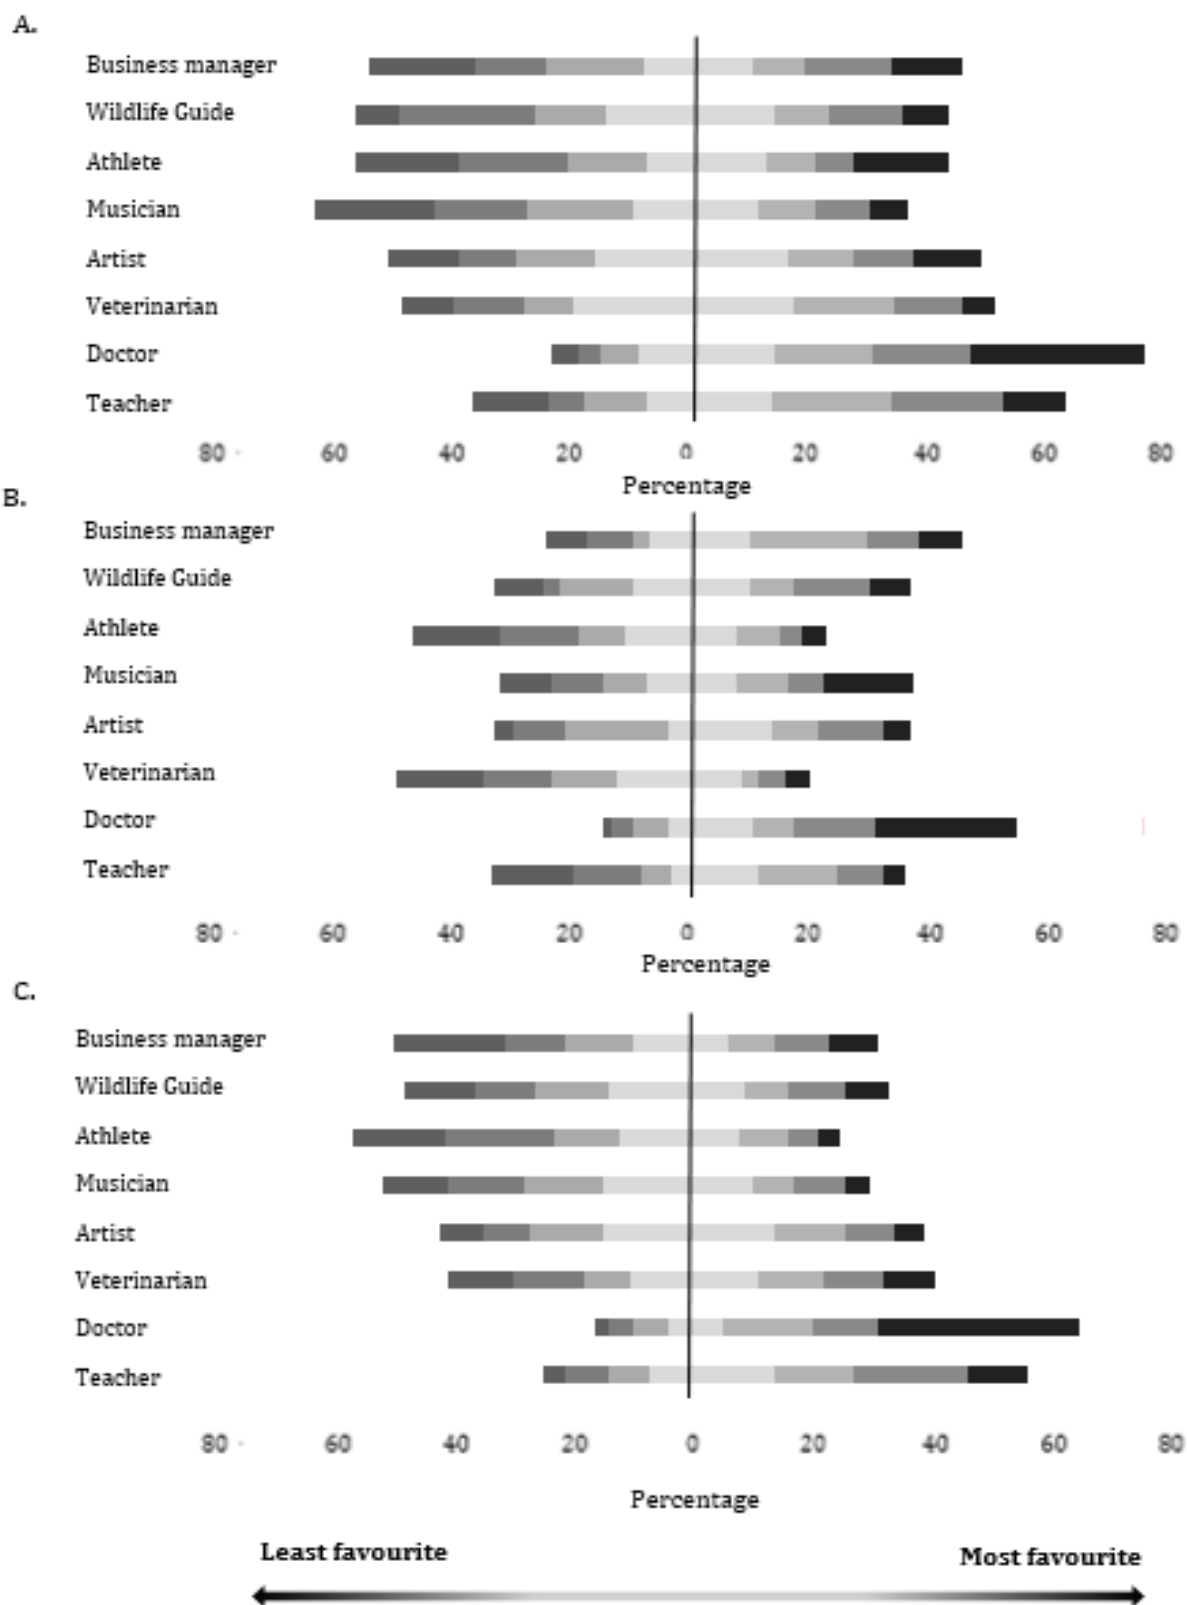 A.
Business manager
Wildlife Guide
Athlete
Musician
Artist
Veterinarian
Doctor
Teacher
80 60 40 20 0 20 40 60 80
Percentage
B.
Business manager
Wildlife Guide
Athlete
Musician
Artist
Veterinarian
Doctor
Teacher
80 60 40 20 0 20 40 60 80
Percentage
C.
Business manager
Wildlife Guide
Athlete
Musician
Artist
Veterinarian
Doctor
Teacher
80 60 40 20 0 20 40 60 80
Percentage
Least favourite Most favourite